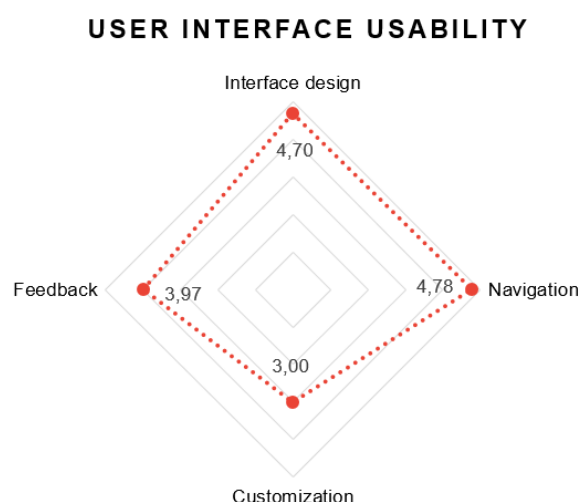 USER INTERFACE USABILITY
Interface design
4,70
Feedback
3,97
4,78
Navigation
3,00
Customization